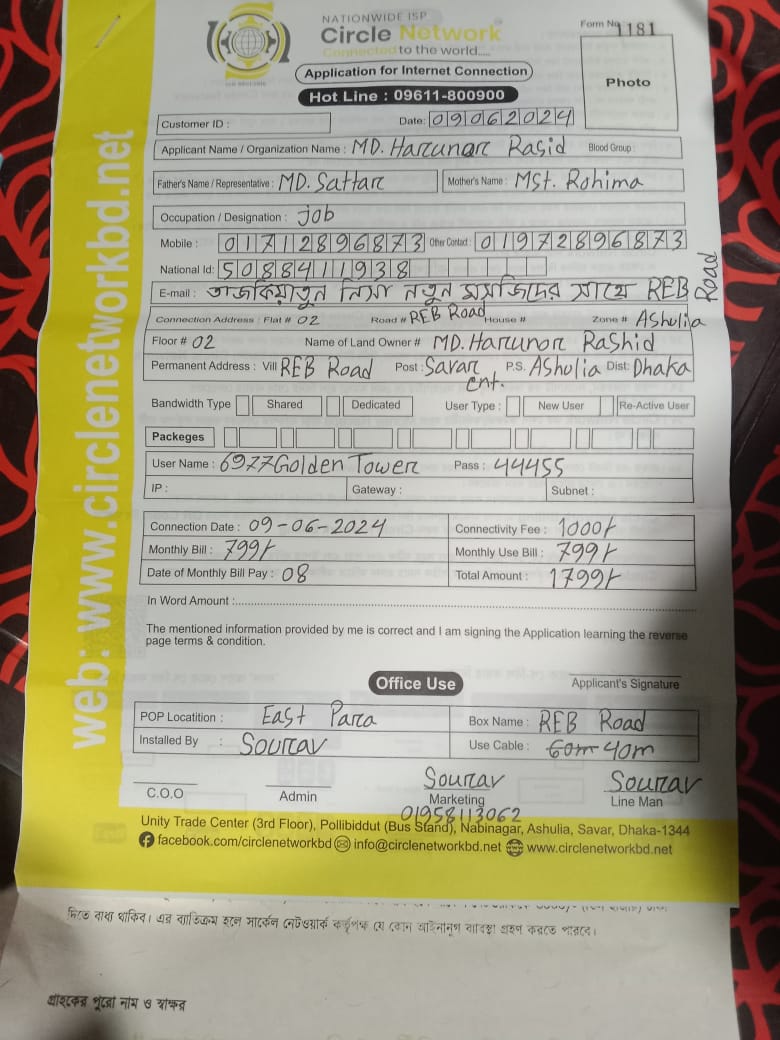 NATIONWIDE ISP
Circle Network
Connected to the world.....
Form No 1181
Application for Internet Connection
Photo
Hot Line : 09611-800900
Customer ID :
Date: 09062024
Applicant Name / Organization Name : MD. Harunor Rasid Blood Group :
Father's Name / Representative : MD. Sattar Mother's Name : MSt. Rohima
Occupation / Designation : Job
Mobile : 01712896873 Other Contact : 01972896873
National Id: 5088411938
E-mail : তাজকিয়াতুন নিসা নতুন মসজিদের সাথে REB Road
Connection Address : Flat # 02 Road # REB Road House # Zone # AShulia
Floor # 02 Name of Land Owner # MD. Harunor RaShid
Permanent Address : Vill REB Road Post : Savar cnt. P.S. AShulia Dist: Dhaka
Bandwidth Type Shared Dedicated User Type : New User Re-Active User
Packeges
User Name : 6977Golden Tower Pass : 44455
IP : Gateway : Subnet :
Connection Date : 09-06-2024 Connectivity Fee : 1000/-
Monthly Bill : 799/- Monthly Use Bill : 799/-
Date of Monthly Bill Pay : 08 Total Amount : 1799/-
In Word Amount :
The mentioned information provided by me is correct and I am signing the Application learning the reverse
page terms & condition.
Office Use
Applicant's Signature
POP Locatition : East Para Box Name : REB Road
Installed By : Sourav Use Cable : 60m 40m
Sourav Sourav
C.O.O Admin Marketing Line Man
01958113062
Unity Trade Center (3rd Floor), Pollibiddut (Bus Stand), Nabinagar, Ashulia, Savar, Dhaka-1344
facebook.com/circlenetworkbd info@circlenetworkbd.net www.circlenetworkbd.net
web: www.circlenetworkbd.net
দিতে বাধ্য থাকিব। এর ব্যতিক্রম হলে সার্কেল নেটওয়ার্ক কর্তৃপক্ষ যে কোন আইনানুগ ব্যবিস্থা গ্রহণ করতে পারবে।
গ্রাহকের পুরো নাম ও স্বাক্ষর